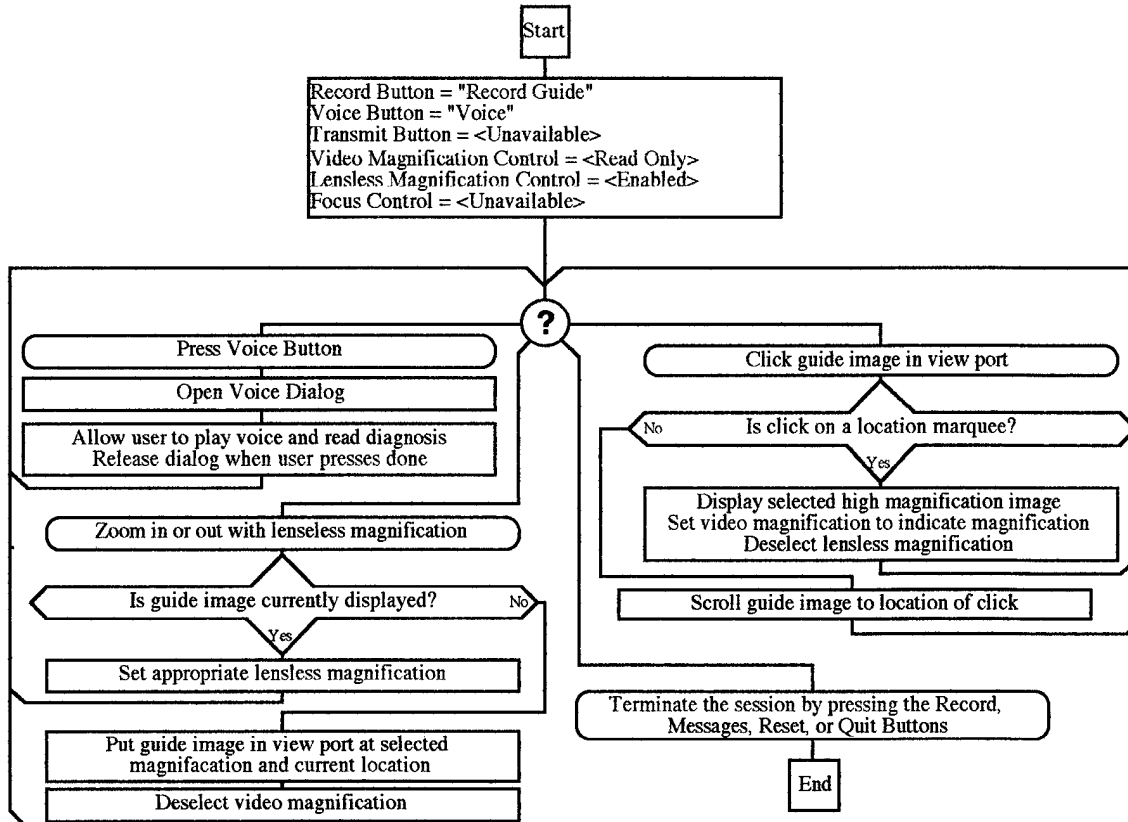 Start
Record Button = "Record Guide"
Voice Button = "Voice"
Transmit Button = <Unavailable>
Video Magnification Control = <Read Only>
Lensless Magnification Control = <Enabled>
Focus Control = <Unavailable>
?
Press Voice Button
Open Voice Dialog
Allow user to play voice and read diagnosis
Release dialog when user presses done
Zoom in or out with lenseless magnification
Is guide image currently displayed?
No
Yes
Set appropriate lensless magnification
Put guide image in view port at selected
magnifacation and current location
Deselect video magnification
Click guide image in view port
No
Is click on a location marquee?
Yes
Display selected high magnification image
Set video magnification to indicate magnification
Deselect lensless magnification
Scroll guide image to location of click
Terminate the session by pressing the Record,
Messages, Reset, or Quit Buttons
End